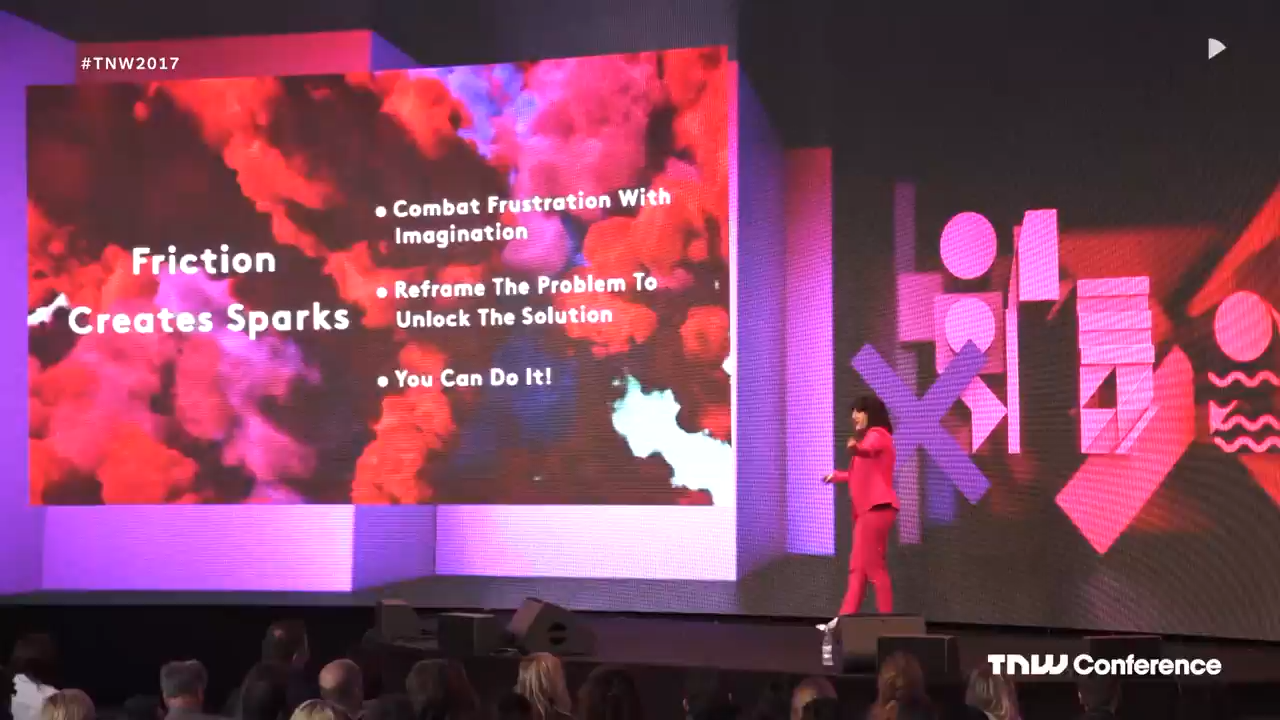 #TNW2017
Friction
Creates Sparks
• Combat Frustration With
Imagination
• Reframe The Problem To
Unlock The Solution
• You Can Do It!
TNW Conference